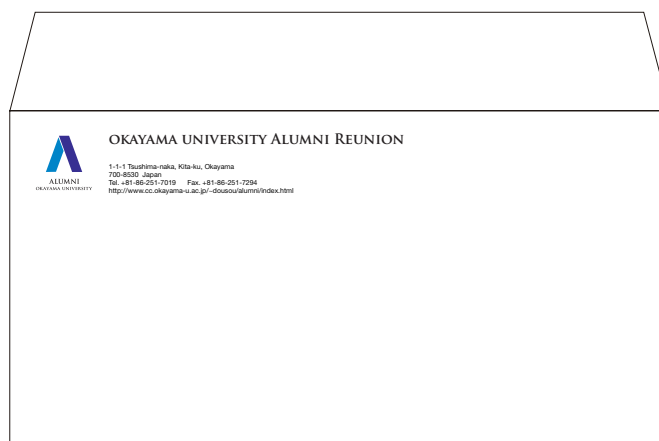 OKAYAMA UNIVERSITY ALUMNI REUNION
1-1-1 Tsushima-naka, Kita-ku, Okayama
700-8530 Japan
Tel. +81-86-251-7019 Fax. +81-86-251-7294
http://www.cc.okayama-u.ac.jp/~dousou/alumni/index.html
ALUMNI
OKAYAMA UNIVERSITY